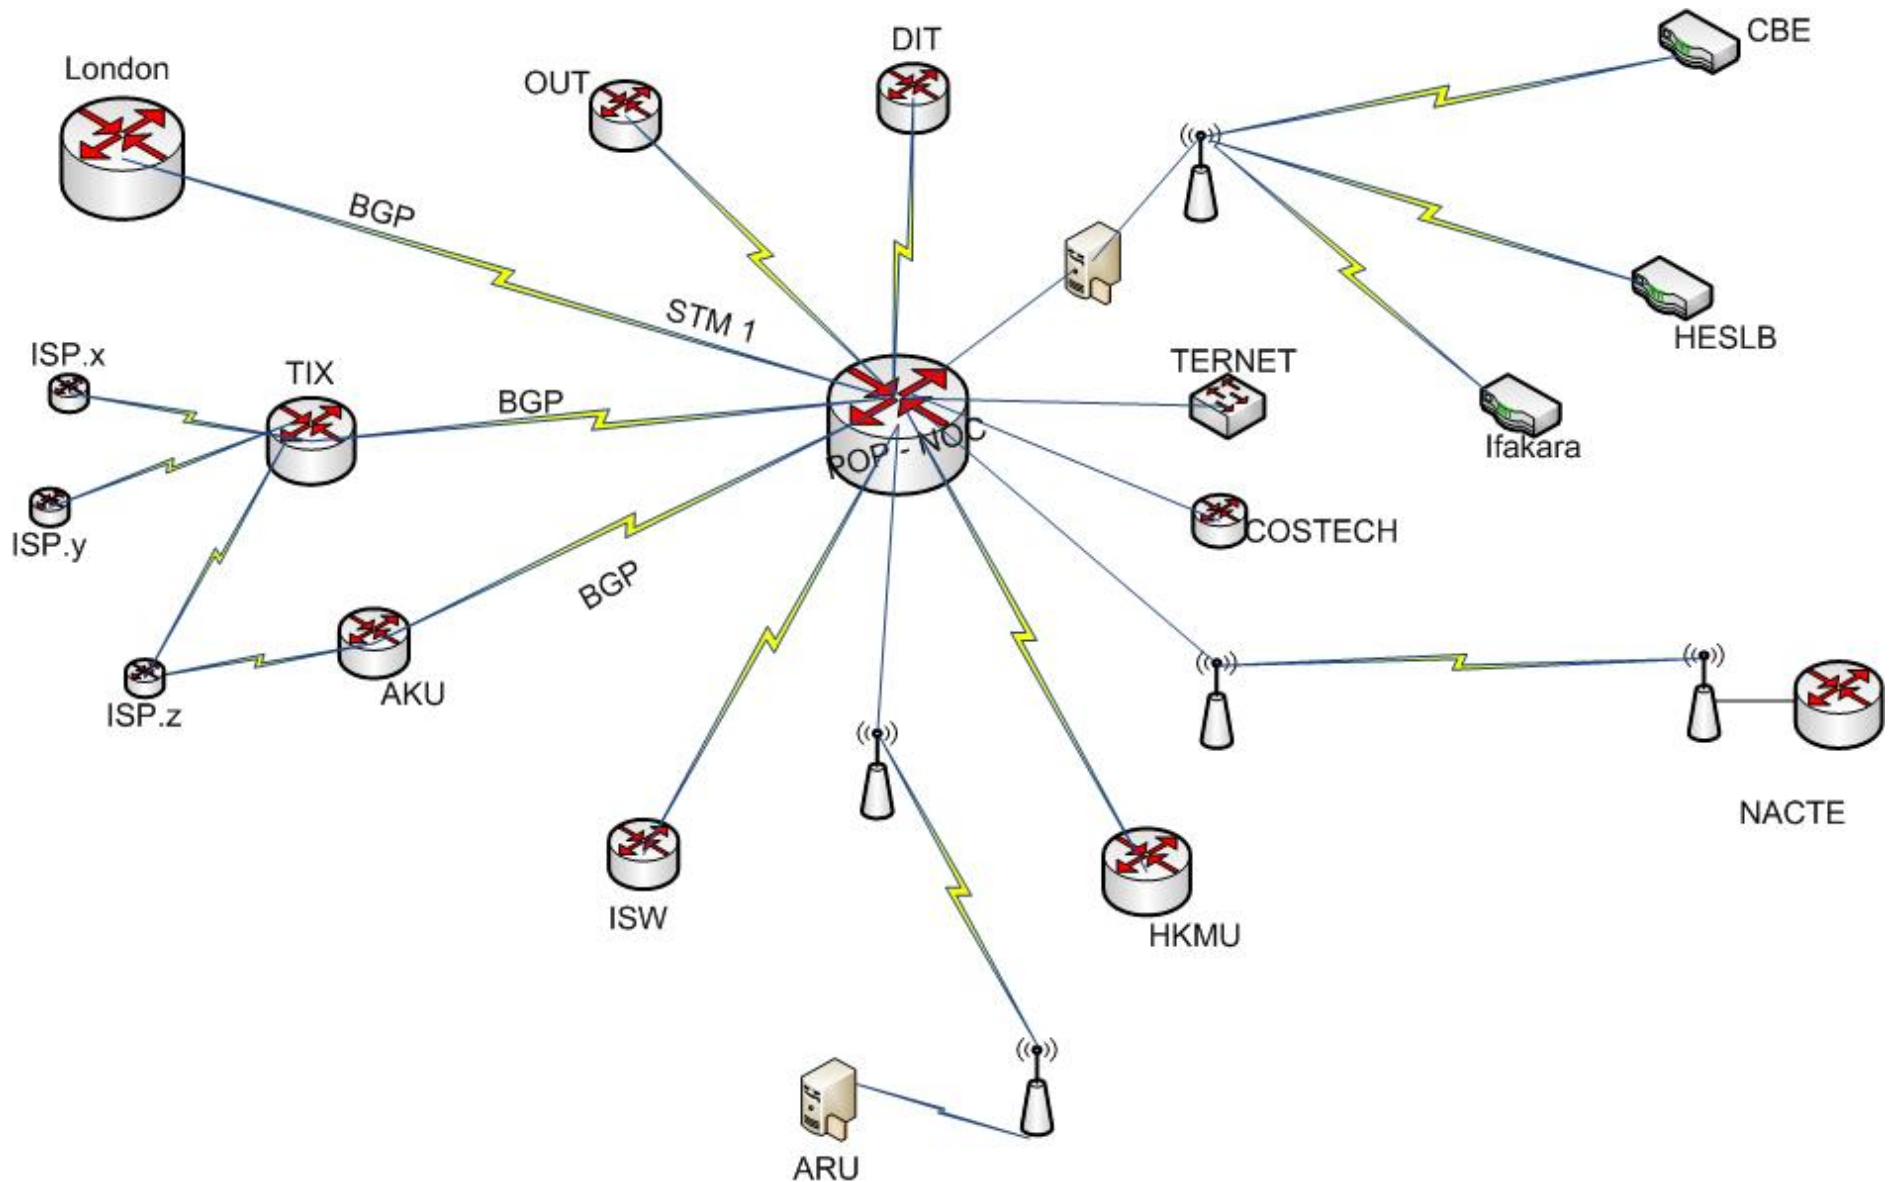 London
OUT
DIT
CBE
BGP
STM 1
ISP.x
TIX
BGP
TERNET
HESLB
POP - NOC
Ifakara
ISP.y
COSTECH
BGP
ISP.z
AKU
NACTE
ISW
HKMU
ARU